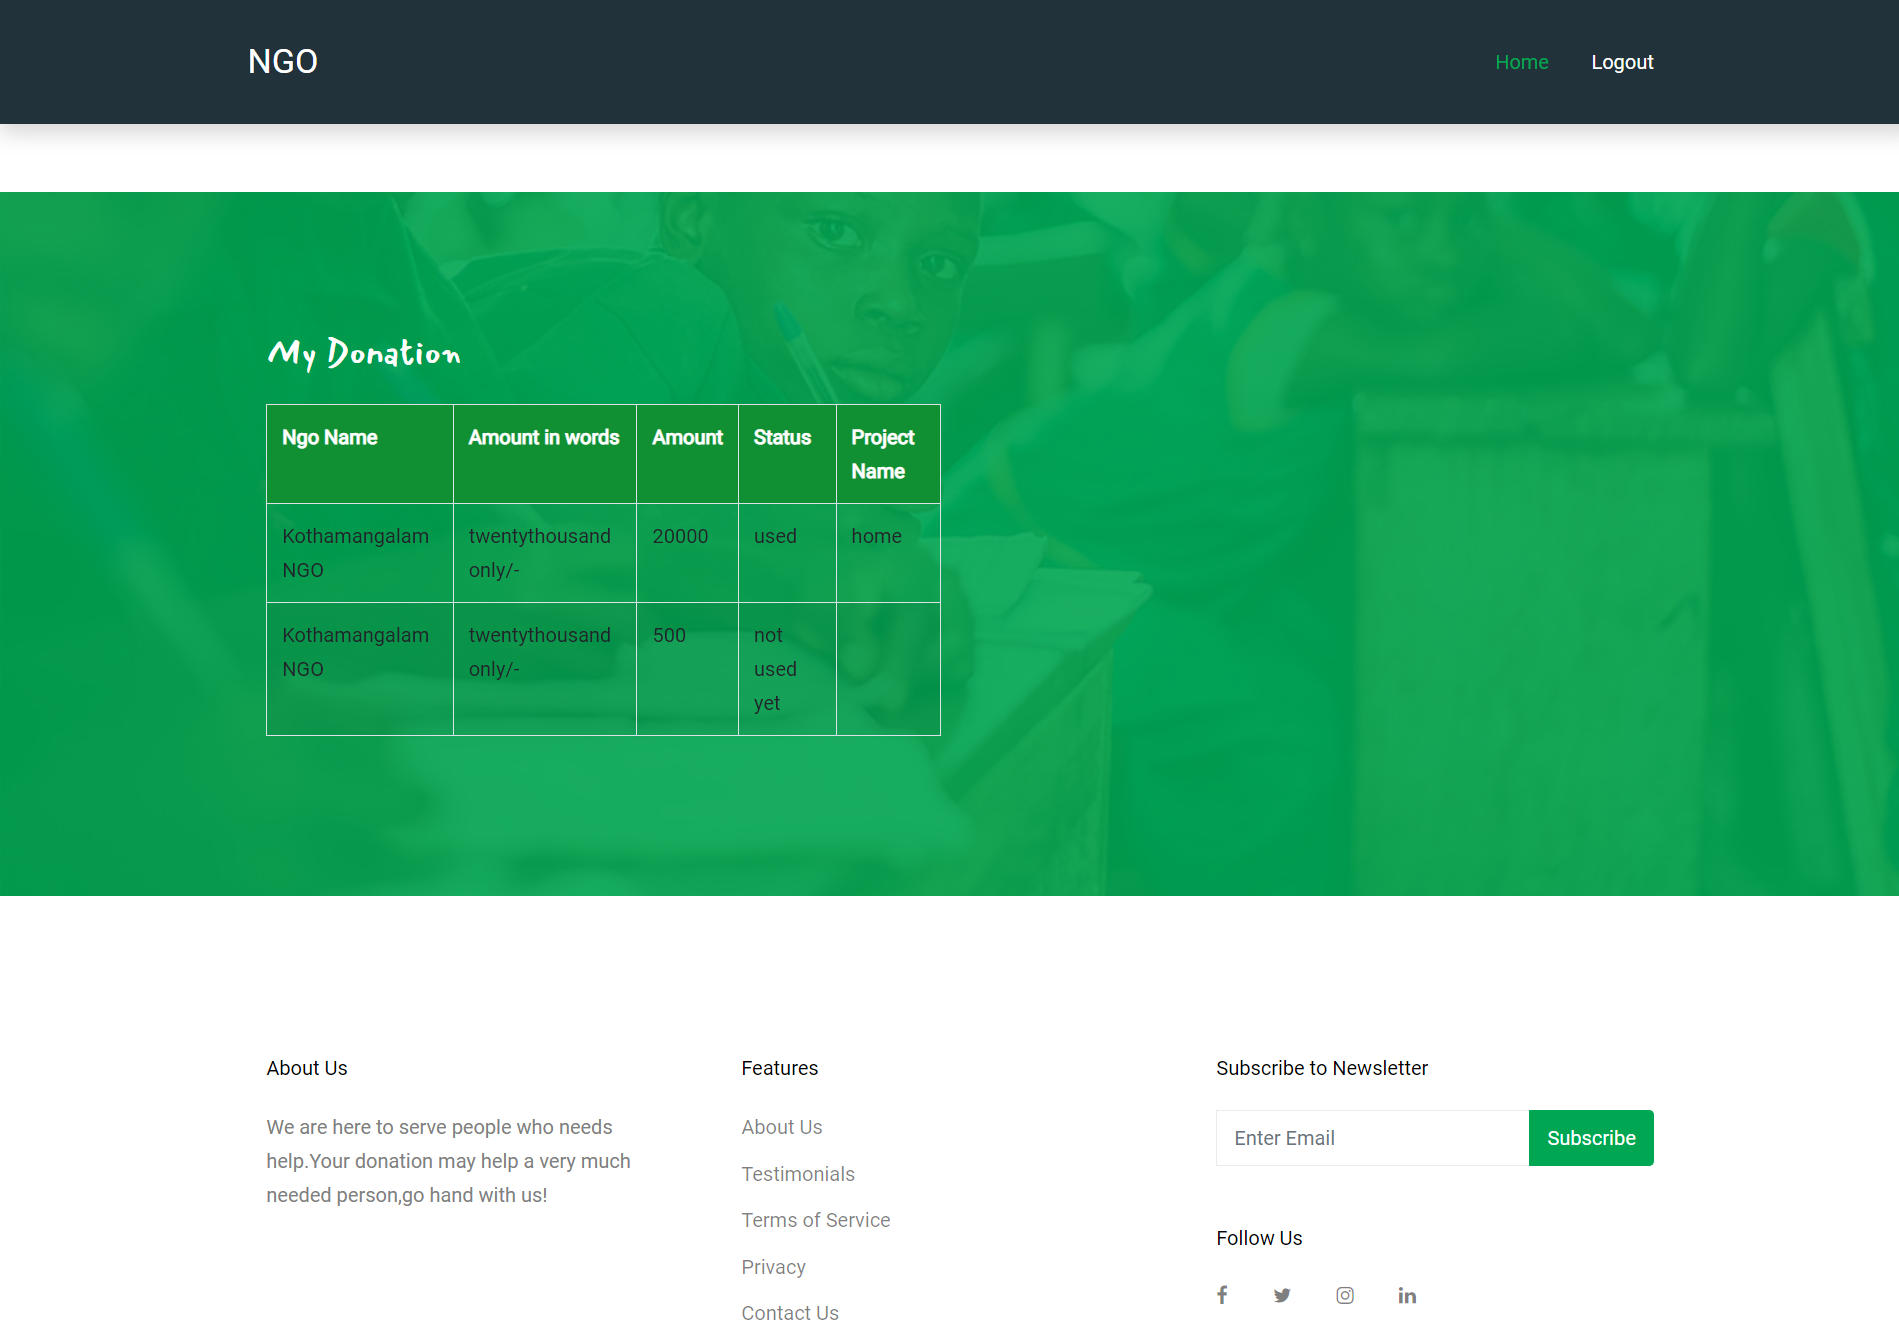 NGO
Home Logout
My Donation
Ngo Name Amount in words Amount Status Project
Name
Kothamangalam twentythousand 20000 used home
NGO only/-
Kothamangalam twentythousand 500 not
NGO only/- used
yet
About Us
We are here to serve people who needs
help.Your donation may help a very much
needed person,go hand with us!
Features
About Us
Testimonials
Terms of Service
Privacy
Contact Us
Subscribe to Newsletter
Enter Email Subscribe
Follow Us